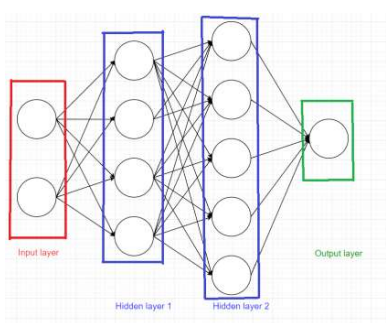 Input layer
Output layer
Hidden layer 1
Hidden layer 2